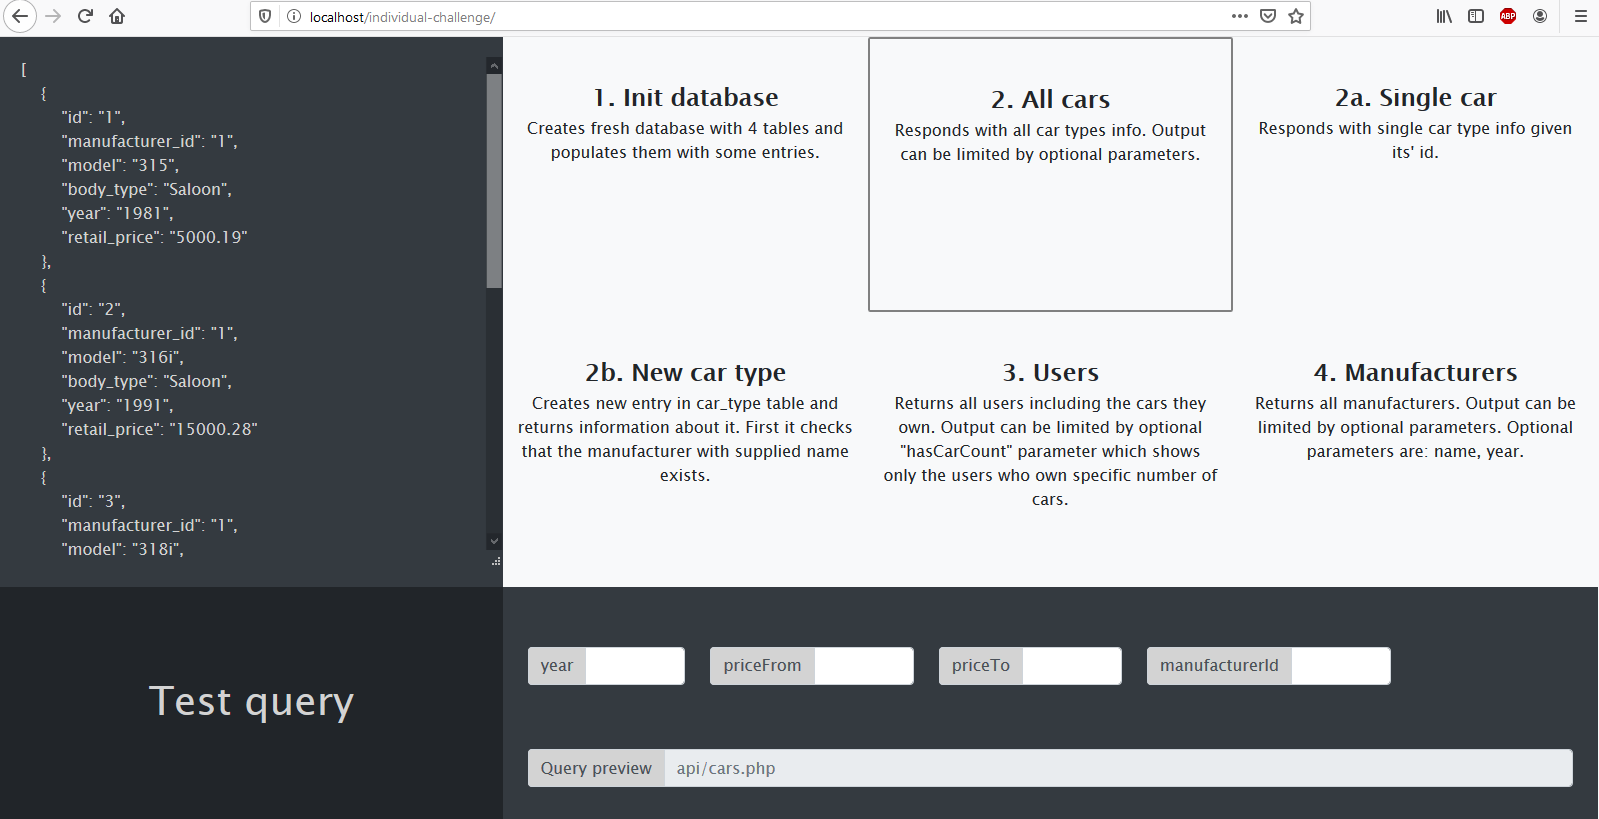 localhost/individual-challenge/
ABP
[
{
"id": "1",
"manufacturer_id": "1",
"model": "315",
"body_type": "Saloon",
"year": "1981",
"retail_price": "5000.19"
},
{
"id": "2",
"manufacturer_id": "1",
"model": "316i",
"body_type": "Saloon",
"year": "1991",
"retail_price": "15000.28"
},
{
"id": "3",
"manufacturer_id": "1",
"model": "318i",
1. Init database
Creates fresh database with 4 tables and
populates them with some entries.
2. All cars
Responds with all car types info. Output
can be limited by optional parameters.
2a. Single car
Responds with single car type info given
its' id.
2b. New car type
Creates new entry in car_type table and
returns information about it. First it checks
that the manufacturer with supplied name
exists.
3. Users
Returns all users including the cars they
own. Output can be limited by optional
"hasCarCount" parameter which shows
only the users who own specific number of
cars.
4. Manufacturers
Returns all manufacturers. Output can be
limited by optional parameters. Optional
parameters are: name, year.
Test query
year
priceFrom
priceTo
manufacturerId
Query preview api/cars.php